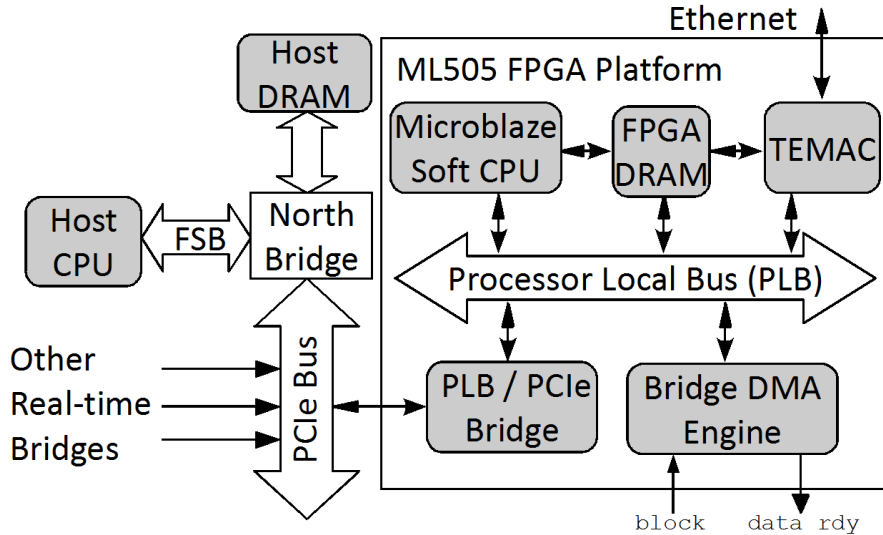 Ethernet
Host
DRAM
ML505 FPGA Platform
Microblaze
Soft CPU
FPGA
DRAM
TEMAC
Host
CPU
FSB
North
Bridge
Processor Local Bus (PLB)
Other
Real-time
Bridges
PCIe Bus
PLB / PCIe
Bridge
Bridge DMA
Engine
block
data rdy